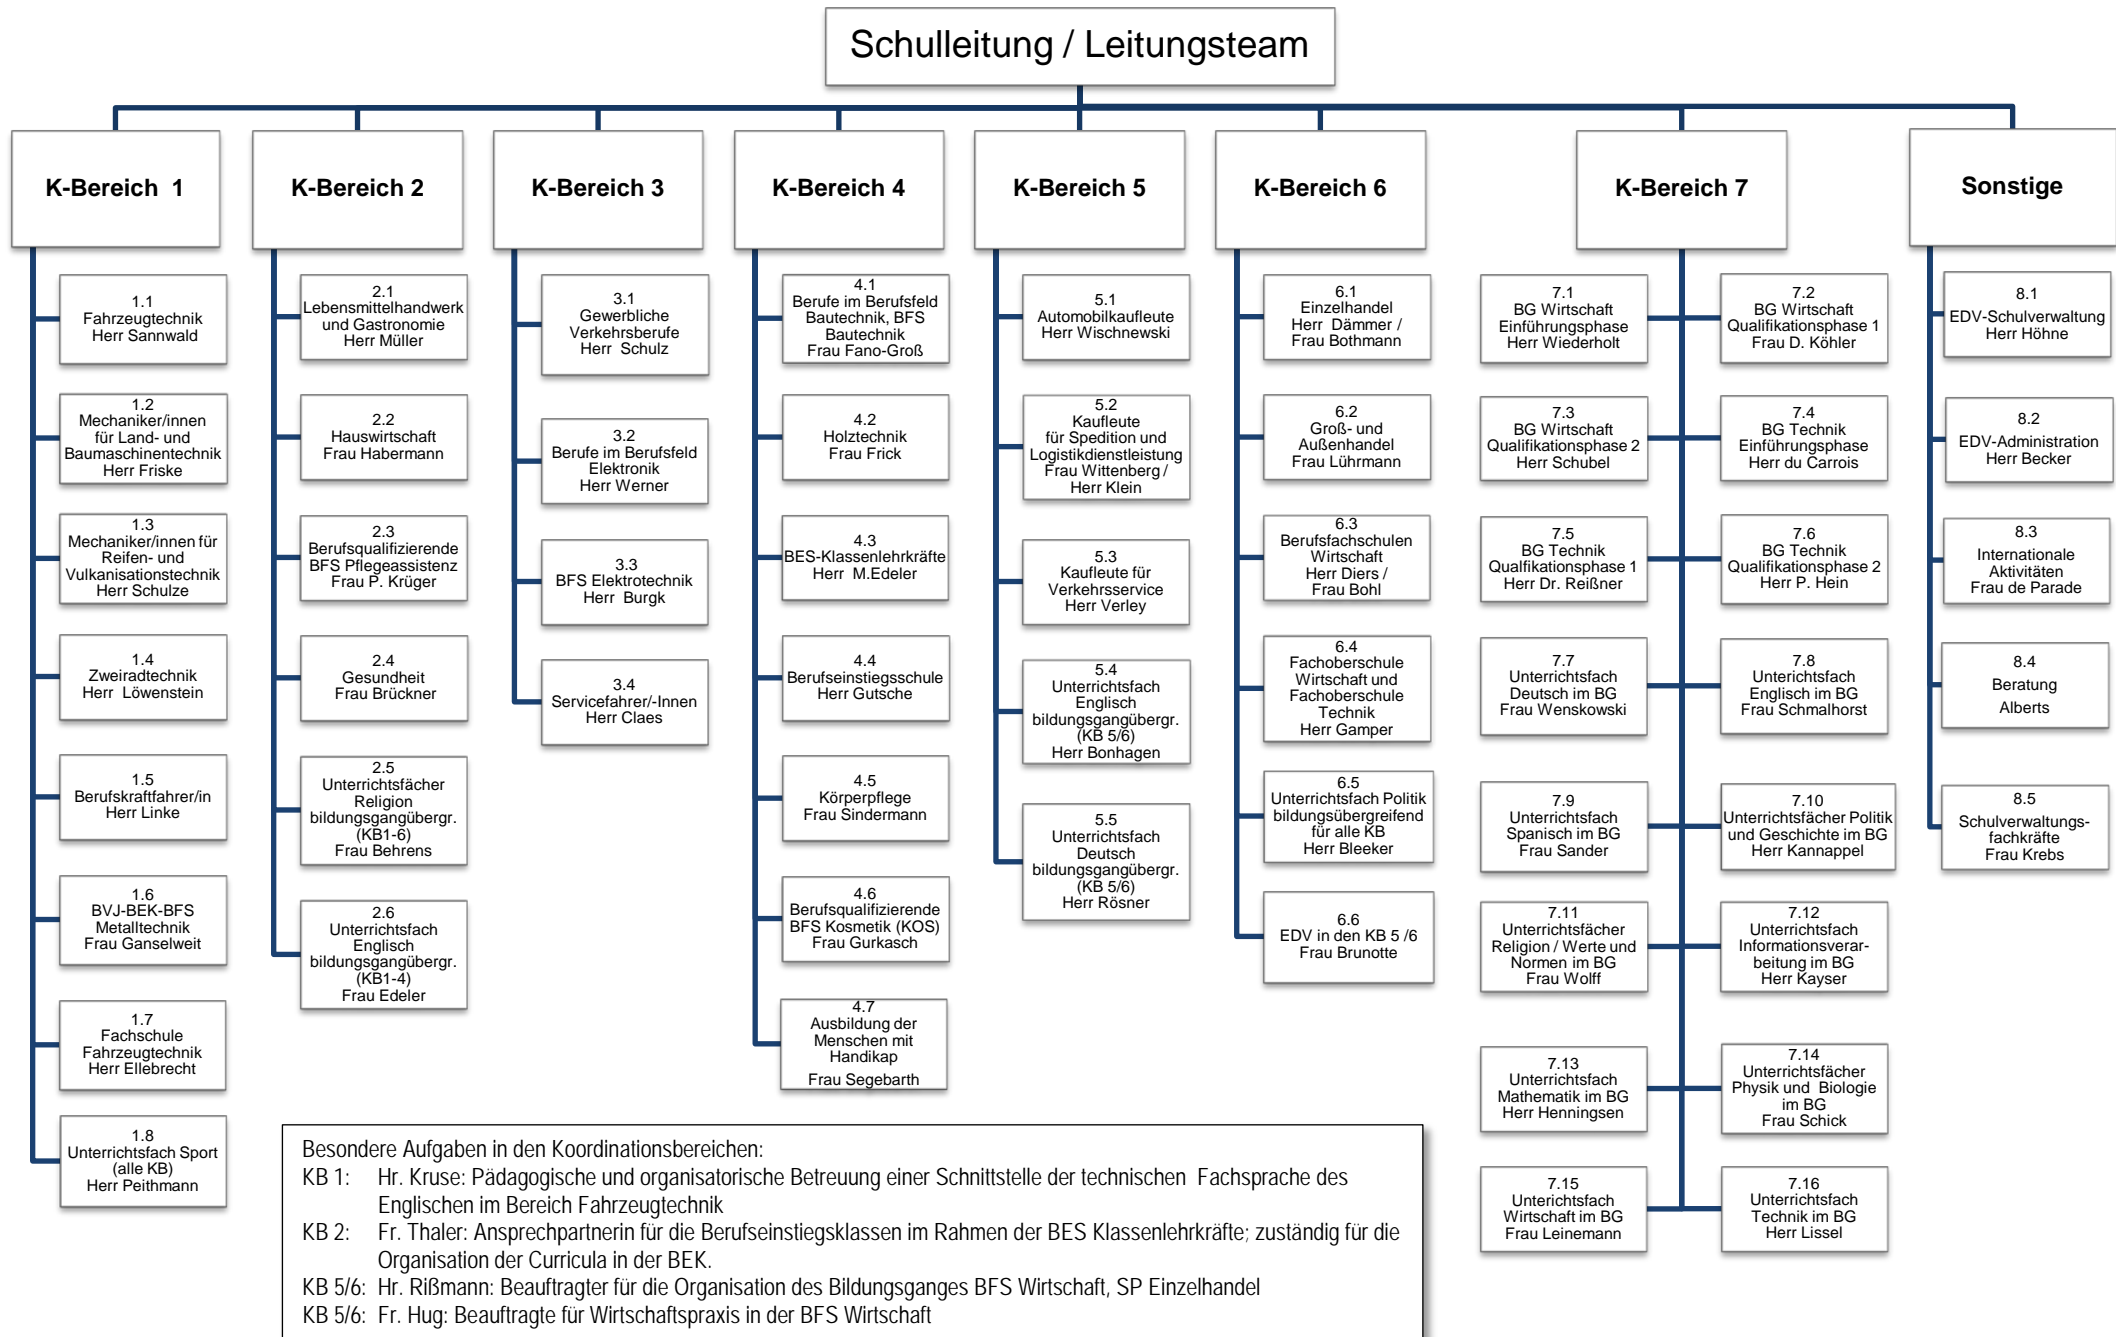 Schulleitung / Leitungsteam
K-Bereich  1
K-Bereich 2
K-Bereich 3
K-Bereich 4
K-Bereich 5
K-Bereich 6
K-Bereich 7
Sonstige
1.1
Fahrzeugtechnik
Herr Sannwald
1.2
Mechaniker/innen
für Land- und
Baumaschinentechnik
Herr Friske
1.3
Mechaniker/innen für
Reifen- und
Vulkanisationstechnik
Herr Schulze
1.4
Zweiradtechnik
Herr  Löwenstein
1.5
Berufskraftfahrer/in
Herr Linke
1.6
BVJ-BEK-BFS
Metalltechnik
Frau Ganselweit
1.7
Fachschule
Fahrzeugtechnik
Herr Ellebrecht
1.8
Unterrichtsfach Sport
(alle KB)
Herr Peithmann
2.1
Lebensmittelhandwerk
und Gastronomie
Herr Müller
2.2
Hauswirtschaft
Frau Habermann
2.3
Berufsqualifizierende
BFS Pflegeassistenz
Frau P. Krüger
2.4
Gesundheit
Frau Brückner
2.5
Unterrichtsfächer
Religion
bildungsgangübergr.
(KB1-6)
Frau Behrens
2.6
Unterrichtsfach
Englisch
bildungsgangübergr.
(KB1-4)
Frau Edeler
3.1
Gewerbliche
Verkehrsberufe
Herr  Schulz
3.2
Berufe im Berufsfeld
Elektronik
Herr Werner
3.3
BFS Elektrotechnik
Herr  Burgk
3.4
Servicefahrer/-Innen
Herr Claes
4.1
Berufe im Berufsfeld
Bautechnik, BFS
Bautechnik
Frau Fano-Groß
4.2
Holztechnik
Frau Frick
4.3
BES-Klassenlehrkräfte
Herr  M.Edeler
4.4
Berufseinstiegsschule
Herr Gutsche
4.5
Körperpflege
Frau Sindermann
4.6
Berufsqualifizierende
BFS Kosmetik (KOS)
Frau Gurkasch
4.7
Ausbildung der
Menschen mit
Handikap
Frau Segebarth
5.1
Automobilkaufleute
Herr Wischnewski
5.2
Kaufleute
für Spedition und
Logistikdienstleistung
Frau Wittenberg /
Herr Klein
5.3
Kaufleute für
Verkehrsservice
Herr Verley
5.4
Unterrichtsfach
Englisch
bildungsgangübergr.
(KB 5/6)
Herr Bonhagen
5.5
Unterrichtsfach
Deutsch
bildungsgangübergr.
(KB 5/6)
Herr Rösner
6.1
Einzelhandel
Herr  Dämmer /
Frau Bothmann
6.2
Groß- und
Außenhandel
Frau Lührmann
6.3
Berufsfachschulen
Wirtschaft
Herr Diers /
Frau Bohl
6.4
Fachoberschule
Wirtschaft und
Fachoberschule
Technik
Herr Gamper
6.5
Unterrichtsfach Politik
bildungsübergreifend
für alle KB
Herr Bleeker
6.6
EDV in den KB 5 /6
Frau Brunotte
7.1
BG Wirtschaft
Einführungsphase
Herr Wiederholt
7.2
BG Wirtschaft
Qualifikationsphase 1
Frau D. Köhler
7.3
BG Wirtschaft
Qualifikationsphase 2
Herr Schubel
7.4
BG Technik
Einführungsphase
Herr du Carrois
7.5
BG Technik
Qualfikationsphase 1
Herr Dr. Reißner
7.6
BG Technik
Qualifikationsphase 2
Herr P. Hein
7.7
Unterrichtsfach
Deutsch im BG
Frau Wenskowski
7.8
Unterrichtsfach
Englisch im BG
Frau Schmalhorst
7.9
Unterrichtsfach
Spanisch im BG
Frau Sander
7.10
Unterrichtsfächer Politik
und Geschichte im BG
Herr Kannappel
7.11
Unterrichtsfächer
Religion / Werte und
Normen im BG
Frau Wolff
7.12
Unterrichtsfach
Informationsverar-
beitung im BG
Herr Kayser
7.13
Unterrichtsfach
Mathematik im BG
Herr Henningsen
7.14
Unterrichtsfächer
Physik und  Biologie
im BG
Frau Schick
7.15
Unterichtsfach
Wirtschaft im BG
Frau Leinemann
7.16
Unterrichtsfach
Technik im BG
Herr Lissel
8.1
EDV-Schulverwaltung
Herr Höhne
8.2
EDV-Administration
Herr Becker
8.3
Internationale
Aktivitäten
Frau de Parade
8.4
Beratung
Alberts
8.5
Schulverwaltungs-
fachkräfte
Frau Krebs
Besondere Aufgaben in den Koordinationsbereichen:
KB 1: Hr. Kruse: Pädagogische und organisatorische Betreuung einer Schnittstelle der technischen  Fachsprache des
Englischen im Bereich Fahrzeugtechnik
KB 2: Fr. Thaler: Ansprechpartnerin für die Berufseinstiegsklassen im Rahmen der BES Klassenlehrkräfte; zuständig für die
Organisation der Curricula in der BEK.
KB 5/6: Hr. Rißmann: Beauftragter für die Organisation des Bildungsganges BFS Wirtschaft, SP Einzelhandel
KB 5/6: Fr. Hug: Beauftragte für Wirtschaftspraxis in der BFS Wirtschaft